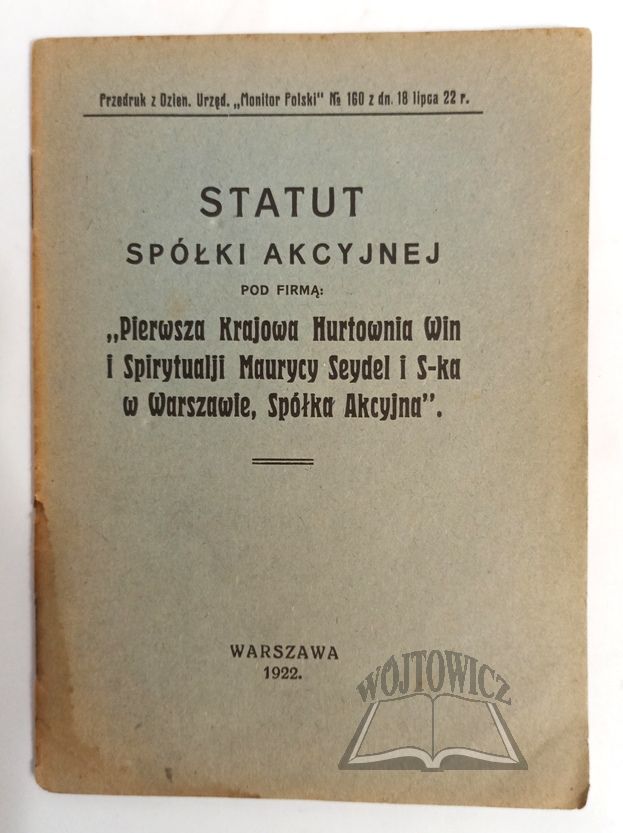 Przedruk z Dzien. Urzęd. „Monitor Polski" № 160 z dn. 18 lipca 22 r.
STATUT
SPÓŁKI AKCYJNEJ
POD FIRMĄ:
„Pierwsza Krajowa Hurtownia Win
i Spirytualji Maurycy Seydel i S-ka
w Warszawie, Spółka Akcyjna”.
WARSZAWA
1922.
WÓJTOWICZ